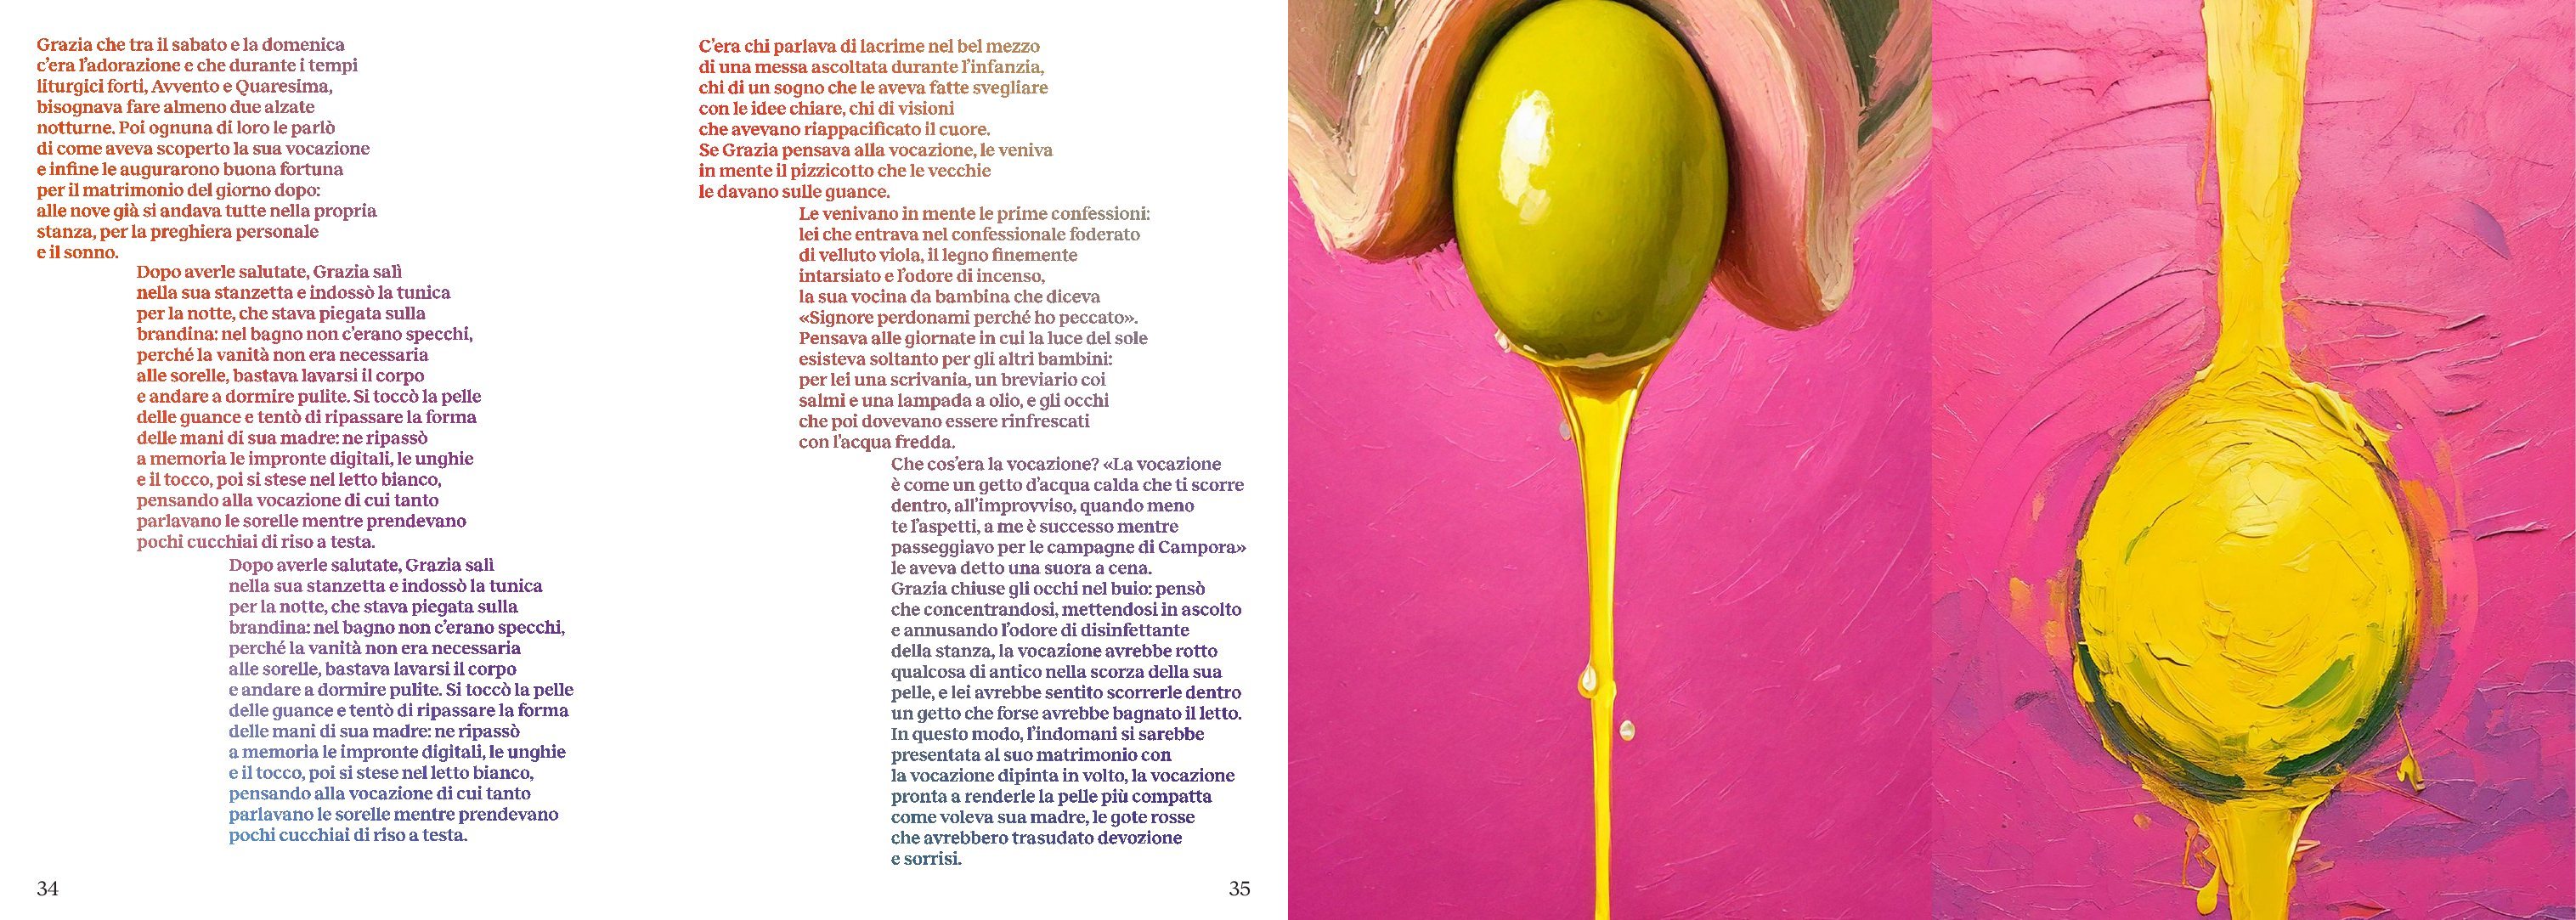 Grazia che tra il sabato e la domenica
c'era l'adorazione e che durante i tempi
liturgici forti, Avvento e Quaresima,
bisognava fare almeno due alzate
notturne. Poi ognuna di loro le parlò
di come aveva scoperto la sua vocazione
e infine le augurarono buona fortuna
per il matrimonio del giorno dopo:
alle nove già si andava tutte nella propria
stanza, per la preghiera personale
e il sonno.
Dopo averle salutate, Grazia salì
nella sua stanzetta e indossò la tunica
per la notte, che stava piegata sulla
brandina: nel bagno non c'erano specchi,
perché la vanità non era necessaria
alle sorelle, bastava lavarsi il corpo
e andare a dormire pulite. Si toccò la pelle
delle guance e tentò di ripassare la forma
delle mani di sua madre: ne ripassò
a memoria le impronte digitali, le unghie
e il tocco, poi si stese nel letto bianco,
pensando alla vocazione di cui tanto
parlavano le sorelle mentre prendevano
pochi cucchiai di riso a testa.
Dopo averle salutate, Grazia salì
nella sua stanzetta e indossò la tunica
per la notte, che stava piegata sulla
brandina: nel bagno non c'erano specchi,
perché la vanità non era necessaria
alle sorelle, bastava lavarsi il corpo
e andare a dormire pulite. Si toccò la pelle
delle guance e tentò di ripassare la forma
delle mani di sua madre: ne ripassò
a memoria le impronte digitali, le unghie
e il tocco, poi si stese nel letto bianco,
pensando alla vocazione di cui tanto
parlavano le sorelle mentre prendevano
pochi cucchiai di riso a testa.
34
C'era chi parlava di lacrime nel bel mezzo
di una messa ascoltata durante l'infanzia,
chi di un sogno che le aveva fatte svegliare
con le idee chiare, chi di visioni
che avevano riappacificato il cuore.
Se Grazia pensava alla vocazione, le veniva
in mente il pizzicotto che le vecchie
le davano sulle guance.
Le venivano in mente le prime confessioni:
lei che entrava nel confessionale foderato
di velluto viola, il legno finemente
intarsiato e l'odore di incenso,
la sua vocina da bambina che diceva
«Signore perdonami perché ho peccato».
Pensava alle giornate in cui la luce del sole
esisteva soltanto per gli altri bambini:
per lei una scrivania, un breviario coi
salmi e una lampada a olio, e gli occhi
che poi dovevano essere rinfrescati
con l'acqua fredda.
Che cos'era la vocazione? «La vocazione
è come un getto d'acqua calda che ti scorre
dentro, all'improvviso, quando meno
te l'aspetti, a me è successo mentre
passeggiavo per le campagne di Campora»
le aveva detto una suora a cena.
Grazia chiuse gli occhi nel buio: pensò
che concentrandosi, mettendosi in ascolto
e annusando l'odore di disinfettante
della stanza, la vocazione avrebbe rotto
qualcosa di antico nella scorza della sua
pelle, e lei avrebbe sentito scorrerle dentro
un getto che forse avrebbe bagnato il letto.
In questo modo, l'indomani si sarebbe
presentata al suo matrimonio con
la vocazione dipinta in volto, la vocazione
pronta a renderle la pelle più compatta
come voleva sua madre, le gote rosse
che avrebbero trasudato devozione
e sorrisi.
35